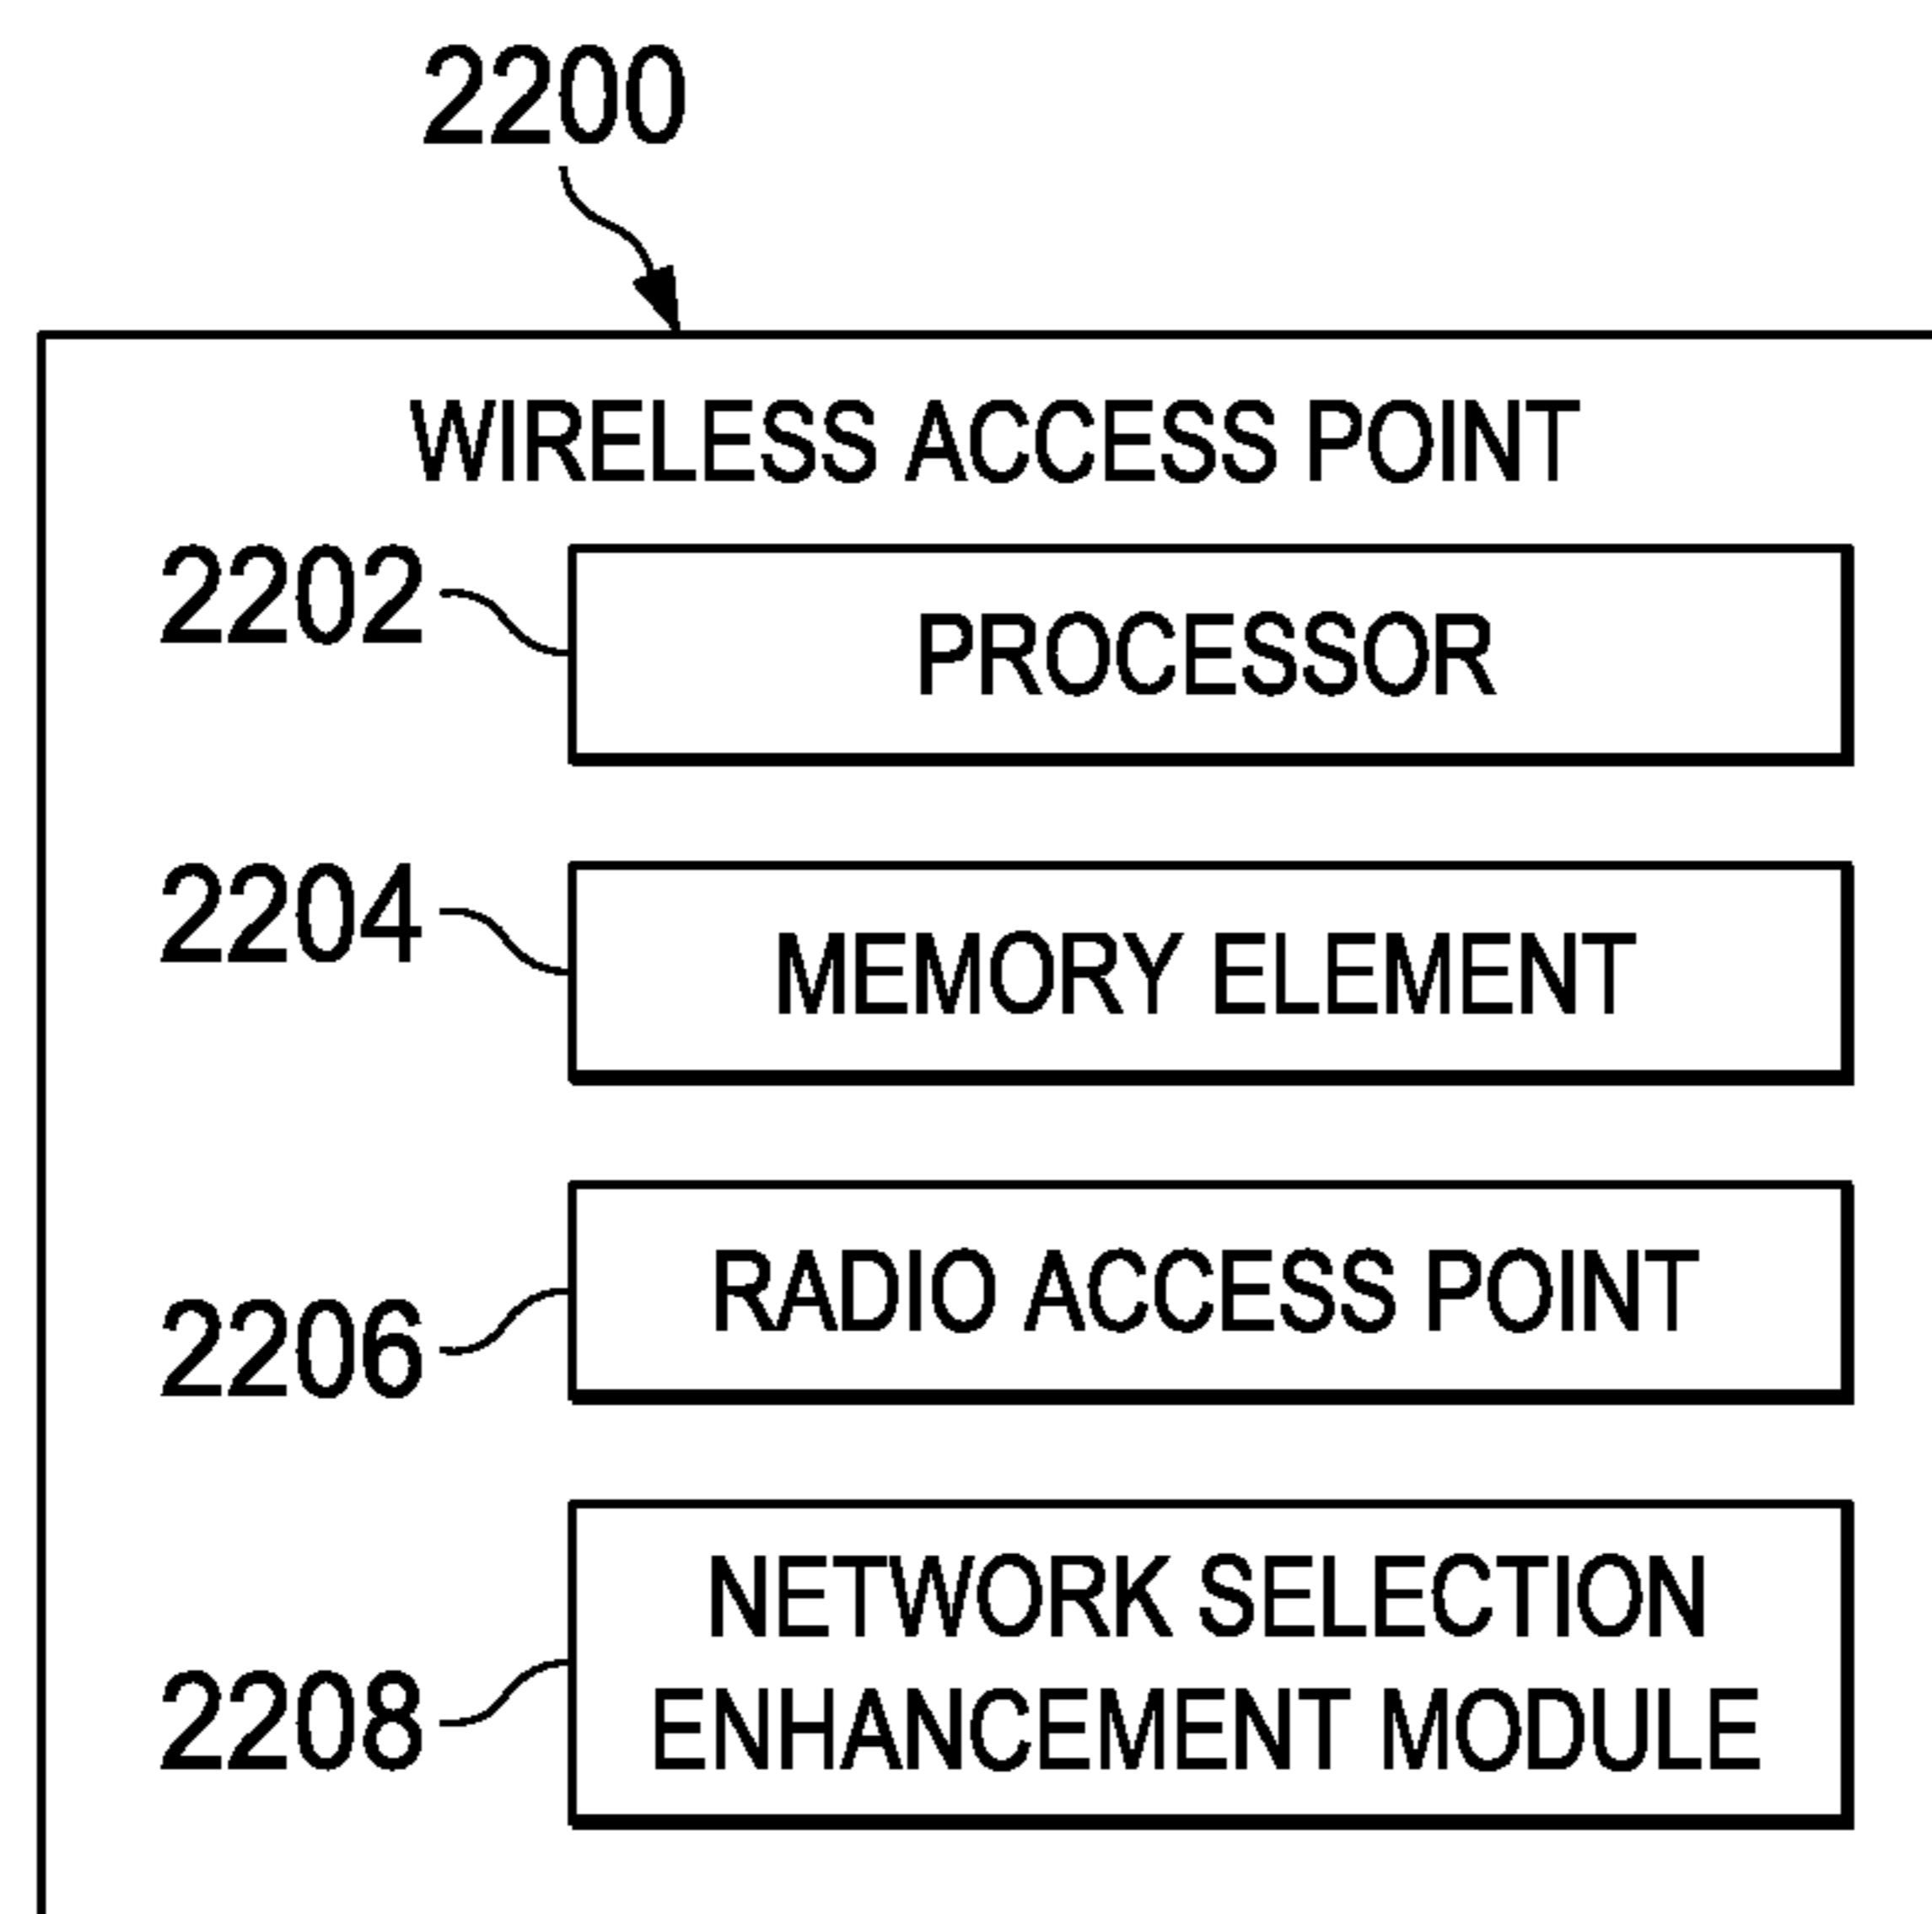 2200
WIRELESS ACCESS POINT
2202
PROCESSOR
2204
MEMORY ELEMENT
2206
RADIO ACCESS POINT
2208
NETWORK SELECTION
ENHANCEMENT MODULE